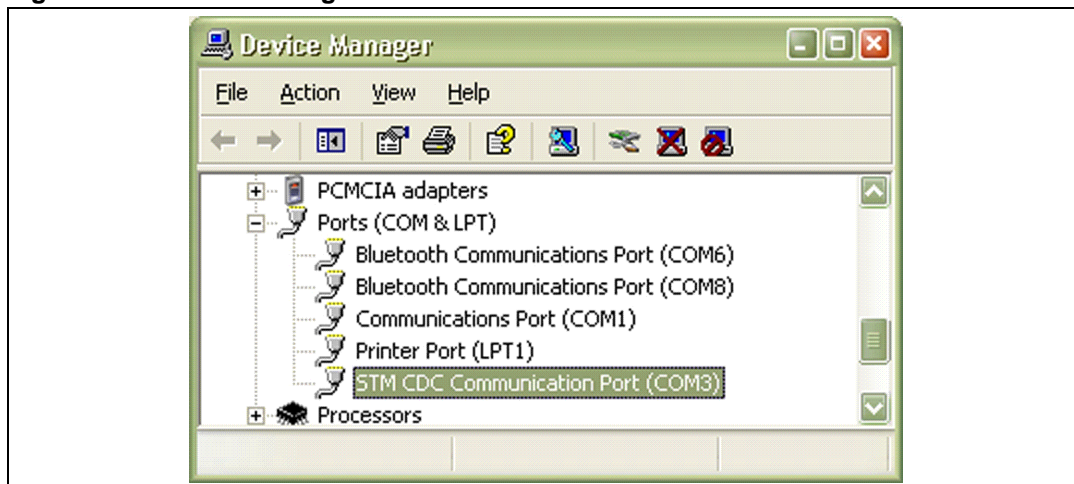 Device Manager
File Action View Help
PCMCIA adapters
Ports (COM & LPT)
Bluetooth Communications Port (COM6)
Bluetooth Communications Port (COM8)
Communications Port (COM1)
Printer Port (LPT1)
STM CDC Communication Port (COM3)
Processors